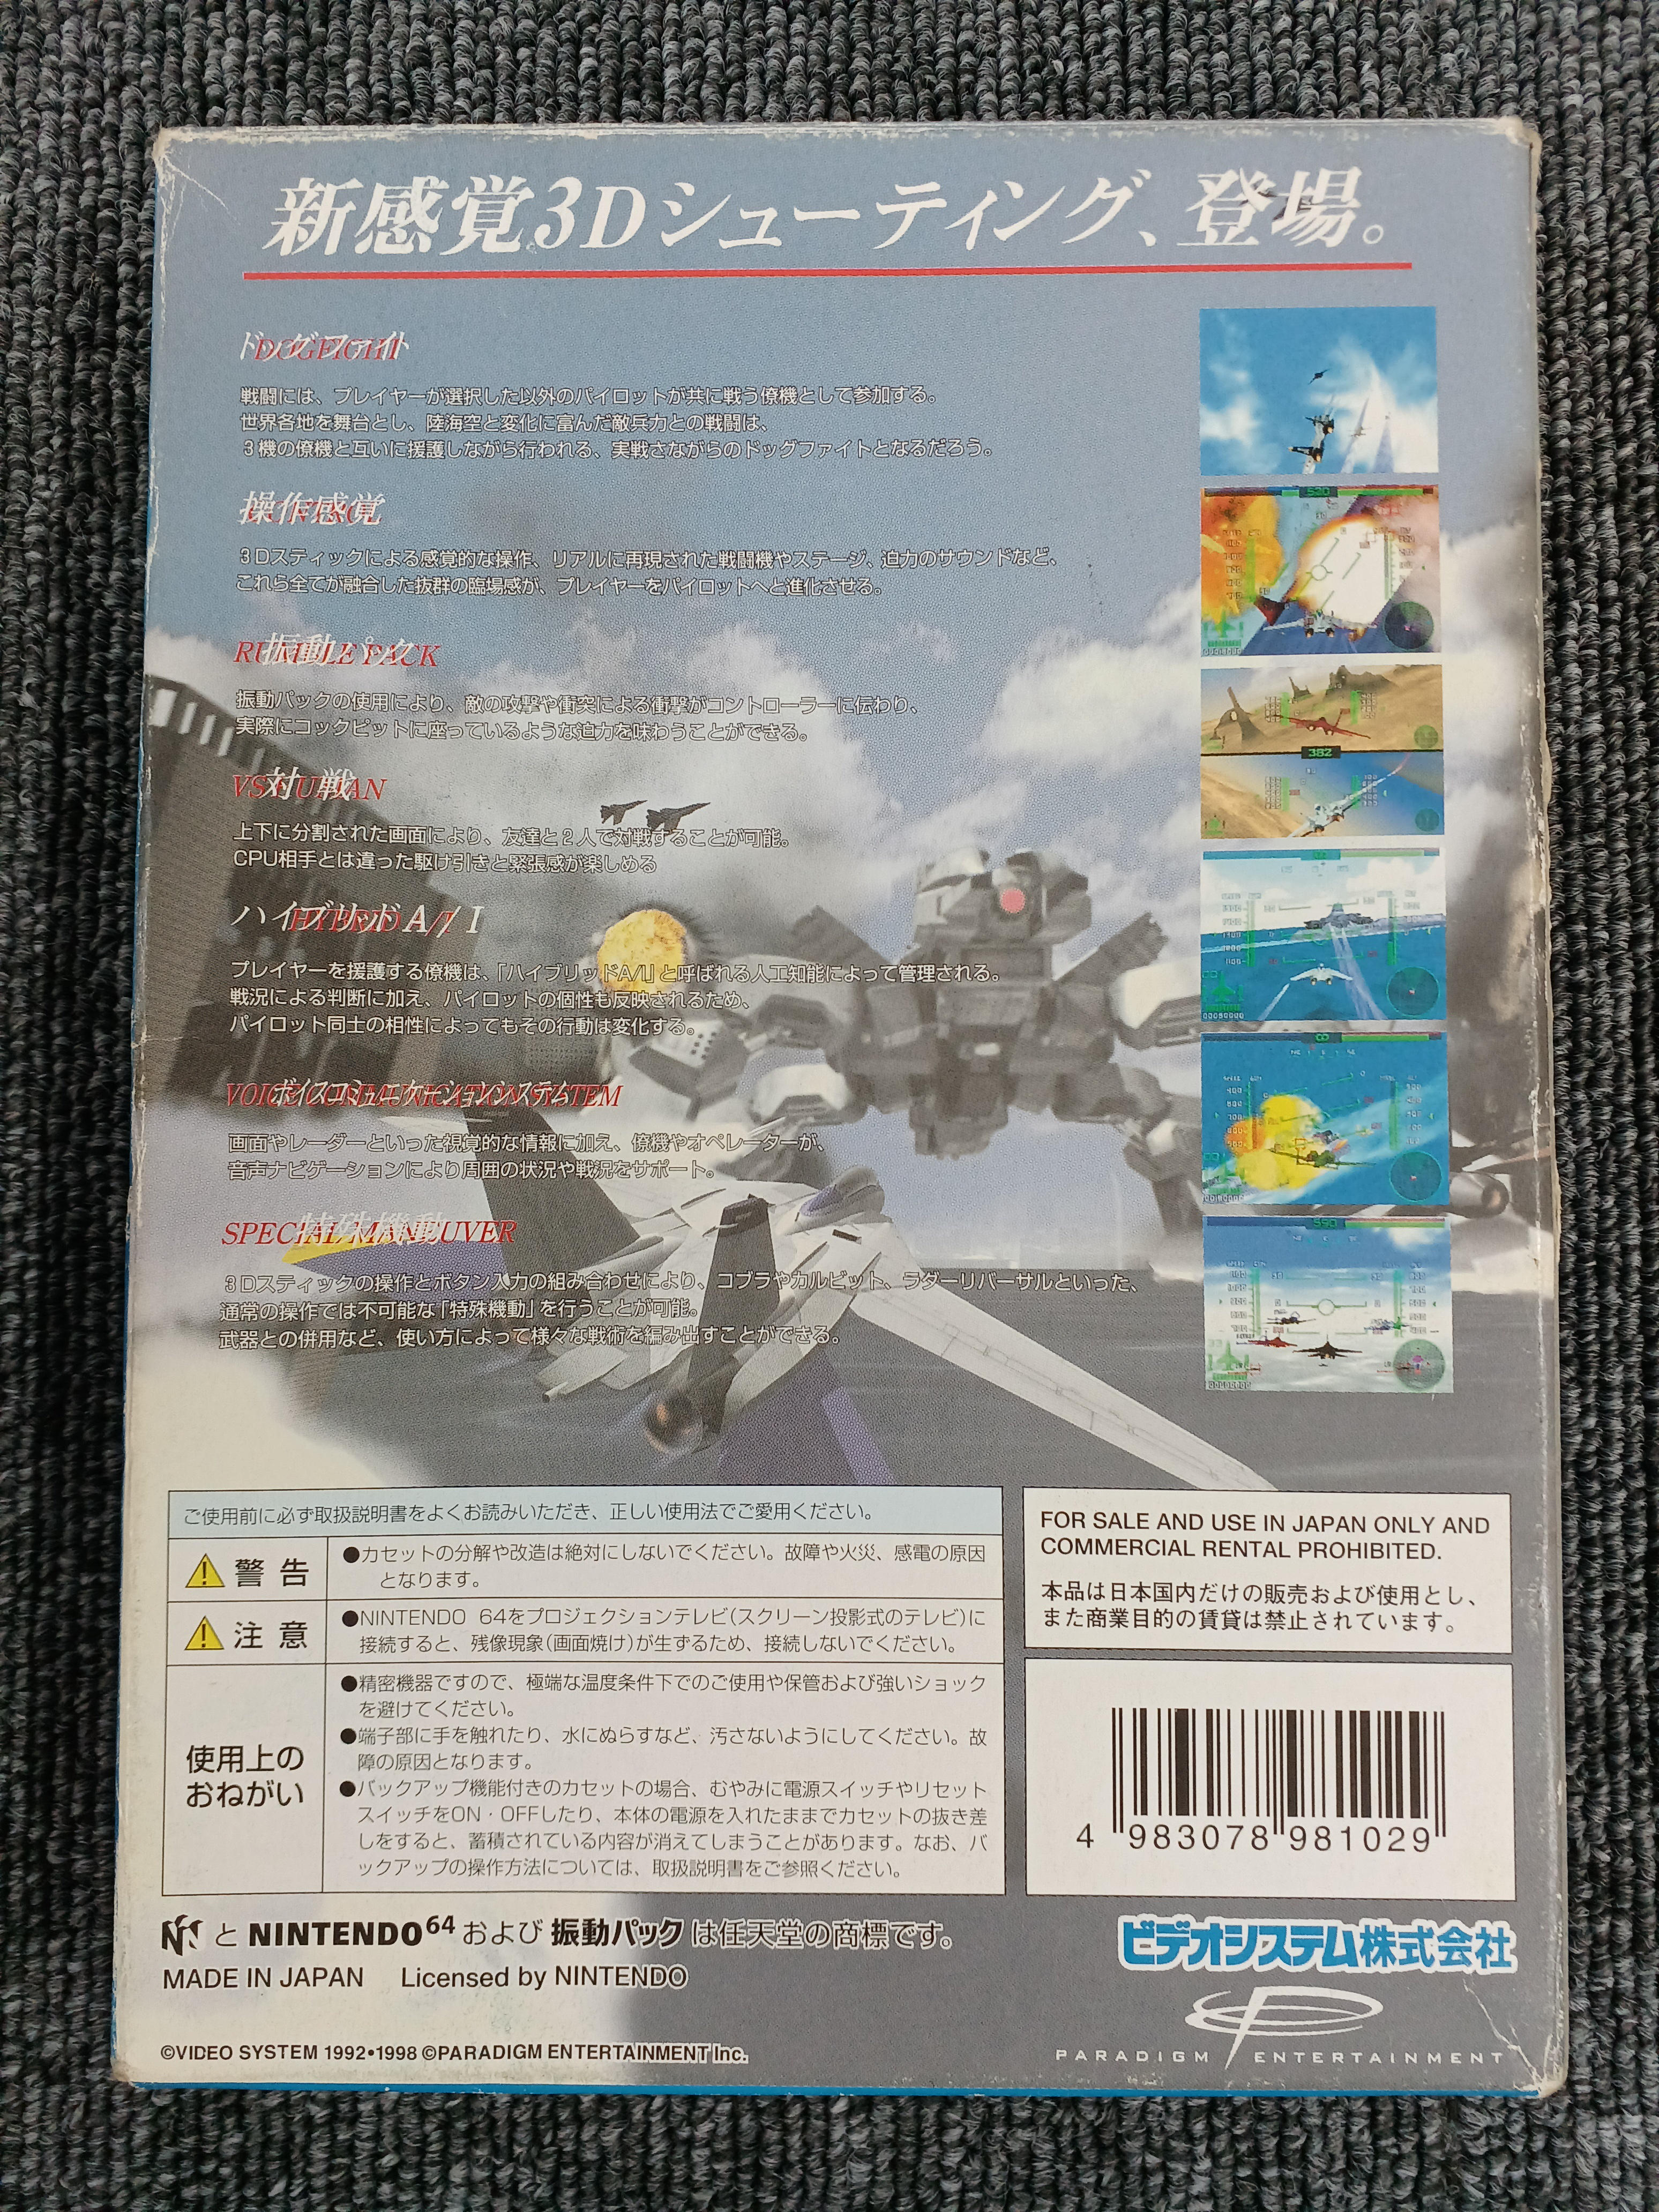 新感覚3Dシューティング、登場。
ドッグファイト
DOGFIGHT
戦闘には、プレイヤーが選択した以外のパイロットが共に戦う僚機として参加する。
世界各地を舞台とし、陸海空と変化に富んだ敵兵力との戦闘は、
3機の僚機と互いに援護しながら行われる、実戦さながらのドッグファイトとなるだろう。
操作感覚
CONTROL
3Dスティックによる感覚的な操作、リアルに再現された戦闘機やステージ、迫力のサウンドなど、
これら全てが融合した抜群の臨場感が、プレイヤーをパイロットへと進化させる。
振動パック
RUMBLE PACK
振動パックの使用により、敵の攻撃や衝突による衝撃がコントローラーに伝わり、
実際にコックピットに座っているような迫力を味わうことができる。
対 戦
VS HUMAN
上下に分割された画面により、友達と2人で対戦することが可能。
CPU相手とは違った駆け引きと緊張感が楽しめる
ハイブリッドA/I
HYBRID A/I
プレイヤーを援護する僚機は、「ハイブリッドA/I」と呼ばれる人工知能によって管理される。
戦況による判断に加え、パイロットの個性も反映されるため、
パイロット同士の相性によってもその行動は変化する。
ボイスコミュニケーションシステム
VOICE COMMUNICATION SYSTEM
画面やレーダーといった視覚的な情報に加え、僚機やオペレーターが、
音声ナビゲーションにより周囲の状況や戦況をサポート。
特殊機動
SPECIAL MANEUVER
3Dスティックの操作とボタン入力の組み合わせにより、コブラやカルビット、ラダーリバーサルといった、
通常の操作では不可能な「特殊機動」を行うことが可能。
武器との併用など、使い方によって様々な戦術を編み出すことができる。
520
382
590
ご使用前に必ず取扱説明書をよくお読みいただき、正しい使用法でご愛用ください。
警 告
●カセットの分解や改造は絶対にしないでください。故障や火災、感電の原因
となります。
注 意
●NINTENDO 64をプロジェクションテレビ(スクリーン投影式のテレビ)に
接続すると、残像現象(画面焼け)が生ずるため、接続しないでください。
使用上の
おねがい
●精密機器ですので、極端な温度条件下でのご使用や保管および強いショック
を避けてください。
●端子部に手を触れたり、水にぬらすなど、汚さないようにしてください。故
障の原因となります。
●バックアップ機能付きのカセットの場合、むやみに電源スイッチやリセット
スイッチをON・OFFしたり、本体の電源を入れたままでカセットの抜き差
しをすると、蓄積されている内容が消えてしまうことがあります。なお、バ
ックアップの操作方法については、取扱説明書をご参照ください。
FOR SALE AND USE IN JAPAN ONLY AND
COMMERCIAL RENTAL PROHIBITED.
本品は日本国内だけの販売および使用とし、
また商業目的の賃貸は禁止されています。
4 983078 981029
N と NINTENDO64 および 振動パック は任天堂の商標です。
MADE IN JAPAN Licensed by NINTENDO
ビデオシステム株式会社
PARADIGM ENTERTAINMENT
©VIDEO SYSTEM 1992•1998 ©PARADIGM ENTERTAINMENT Inc.